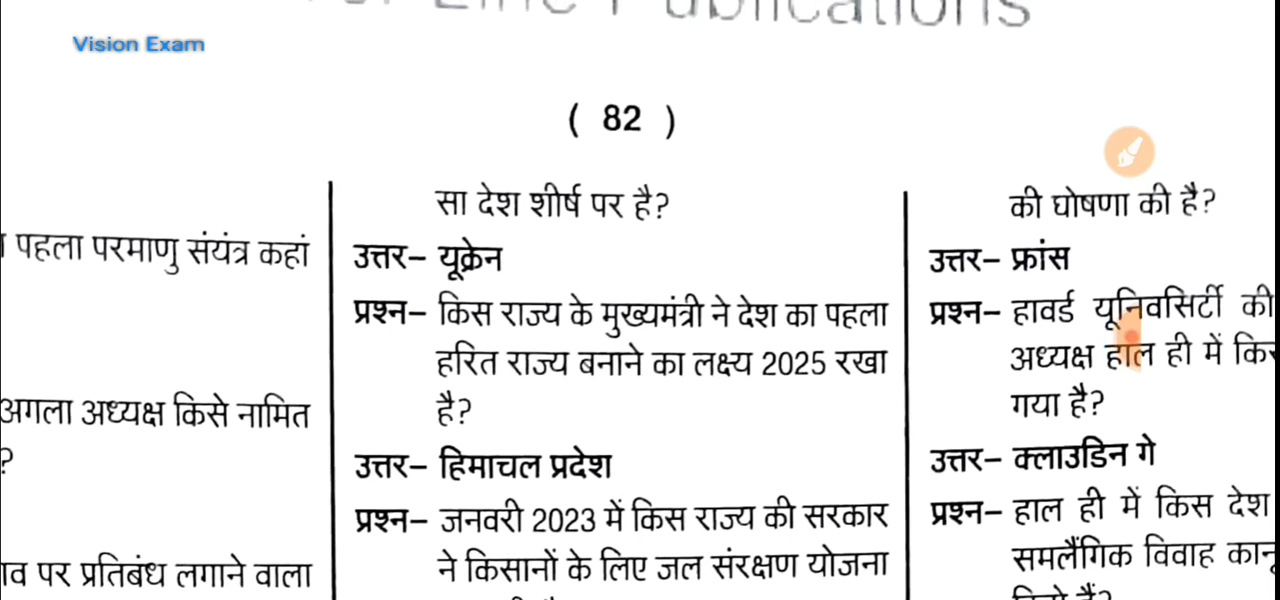 Publications
Vision Exam
( 82 )
पहला परमाणु संयंत्र कहां
अगला अध्यक्ष किसे नामित
?
पर प्रतिबंध लगाने वाला
सा देश शीर्ष पर है?
उत्तर– यूक्रेन
प्रश्न– किस राज्य के मुख्यमंत्री ने देश का पहला
हरित राज्य बनाने का लक्ष्य 2025 रखा
है?
उत्तर– हिमाचल प्रदेश
प्रश्न– जनवरी 2023 में किस राज्य की सरकार
ने किसानों के लिए जल संरक्षण योजना
की घोषणा की है?
उत्तर– फ्रांस
प्रश्न– हावर्ड यूनिवसिर्टी की
अध्यक्ष हाल ही में
गया है?
उत्तर– क्लाउडिन गे
प्रश्न– हाल ही में किस देश
समलैंगिक विवाह